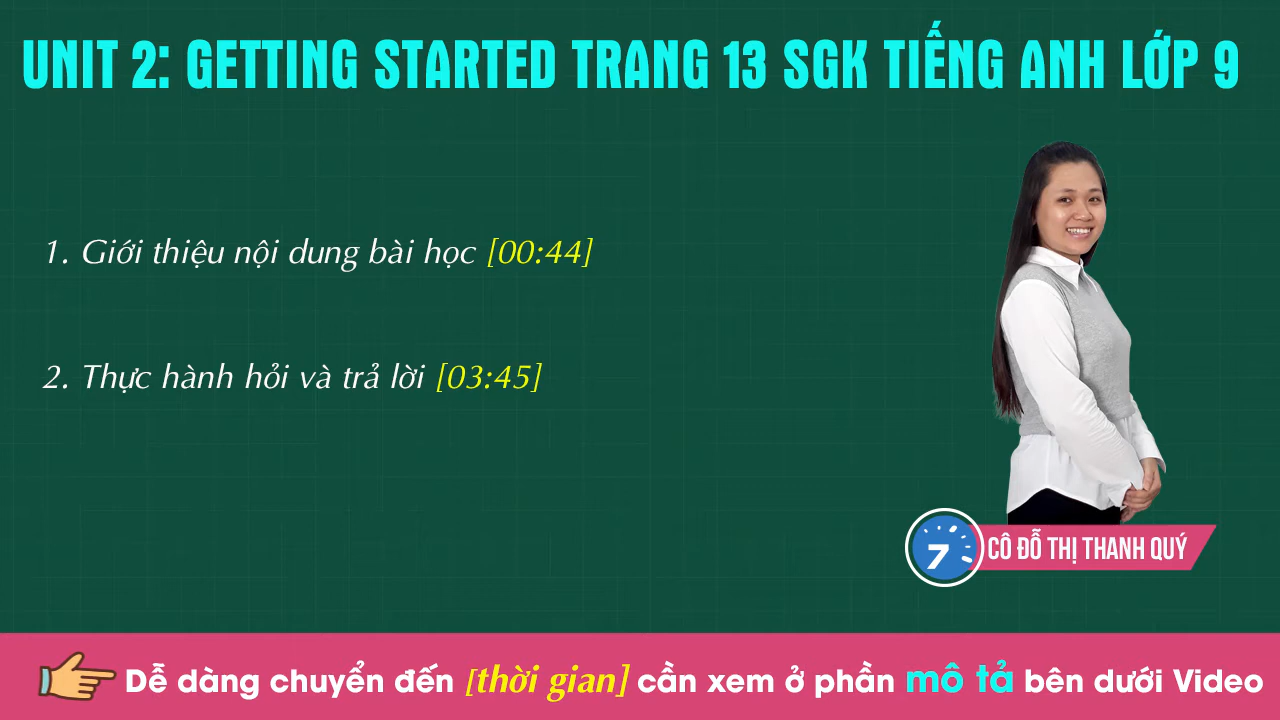 UNIT 2: GETTING STARTED TRANG 13 SGK TIẾNG ANH LỚP 9
1. Giới thiệu nội dung bài học [00:44]
2. Thực hành hỏi và trả lời [03:45]
7
CÔ ĐỖ THỊ THANH QUÝ
Dễ dàng chuyển đến [thời gian] cần xem ở phần mô tả bên dưới Video